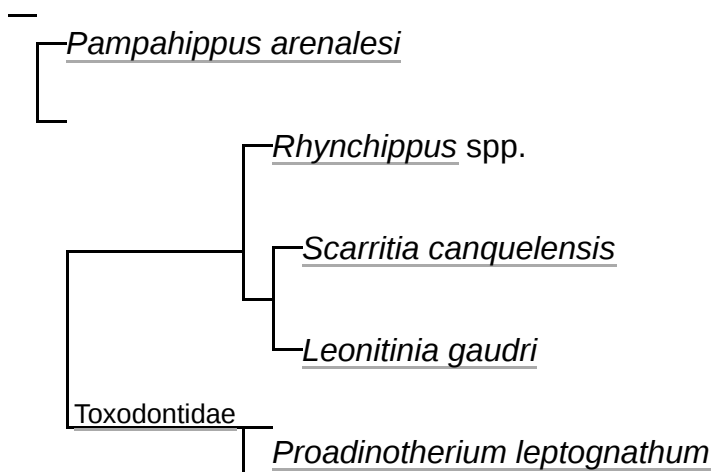 Pampahippus arenalesi
Rhynchippus spp.
Scarritia canquelensis
Leonitinia gaudri
Toxodontidae
Proadinotherium leptognathum